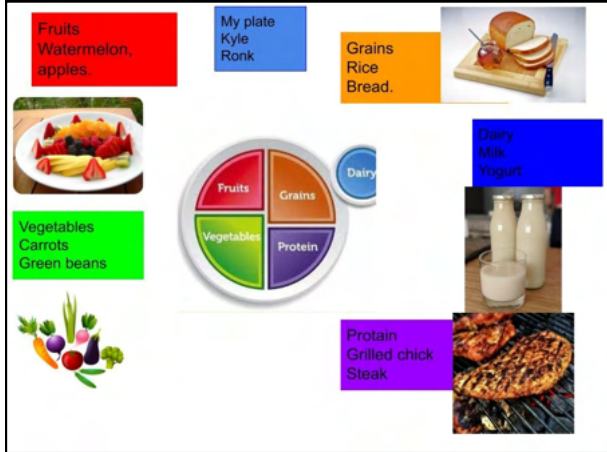 Fruits
Watermelon,
apples.
My plate
Kyle
Ronk
Grains
Rice
Bread.
Dairy
Milk
Yogurt
Fruits
Grains
Dairy
Vegetables
Protein
Vegetables
Carrots
Green beans
Protain
Grilled chick
Steak